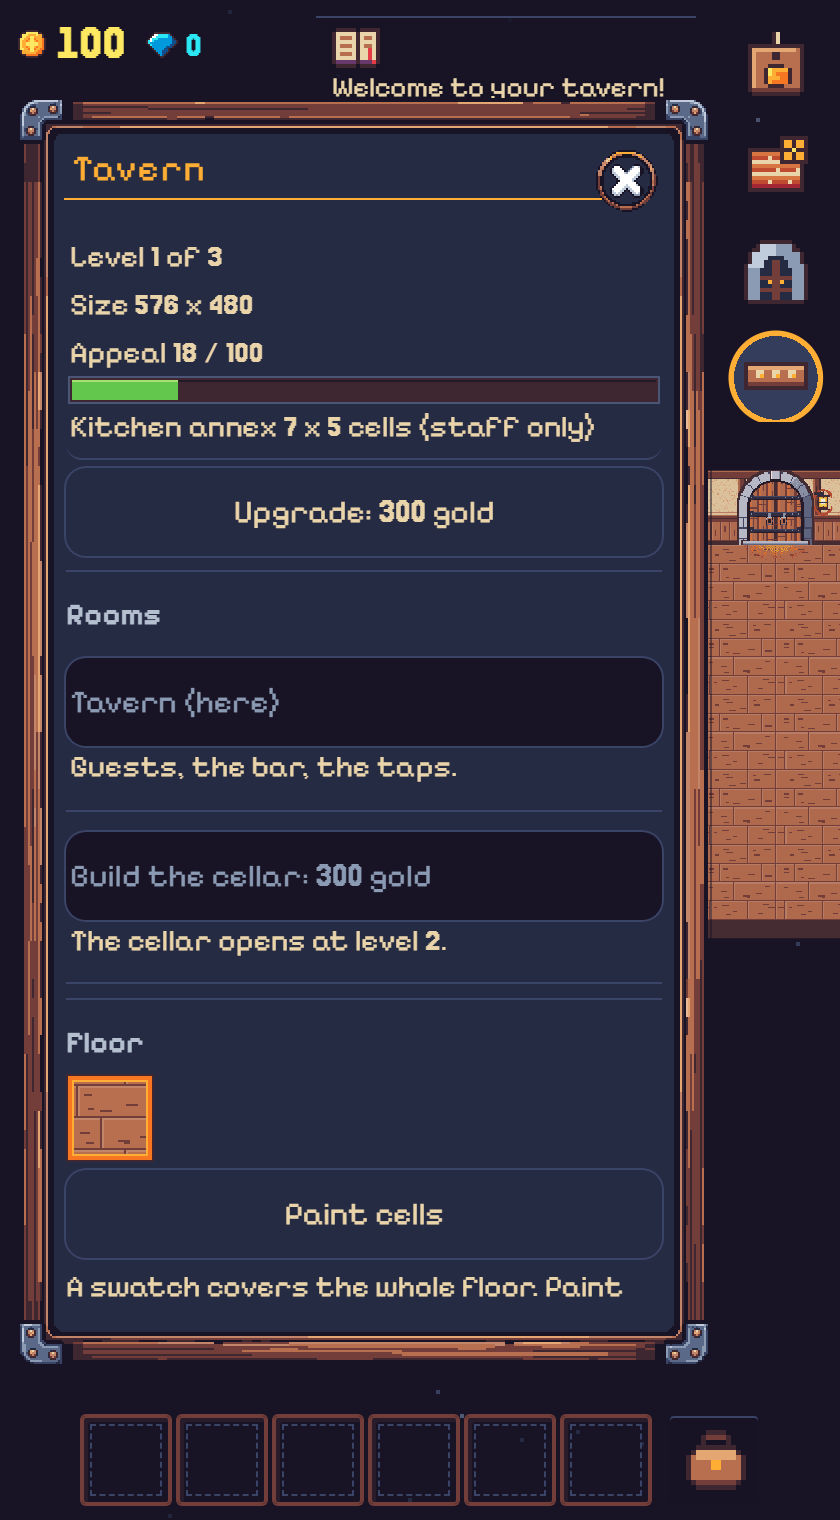 100 0
Welcome to your tavern!
Tavern
Level 1 of 3
Size 576 x 480
Appeal 18 / 100
Kitchen annex 7 x 5 cells (staff only)
Upgrade: 300 gold
Rooms
Tavern (here)
Guests, the bar, the taps.
Build the cellar: 300 gold
The cellar opens at level 2.
Floor
Paint cells
A swatch covers the whole floor. Paint